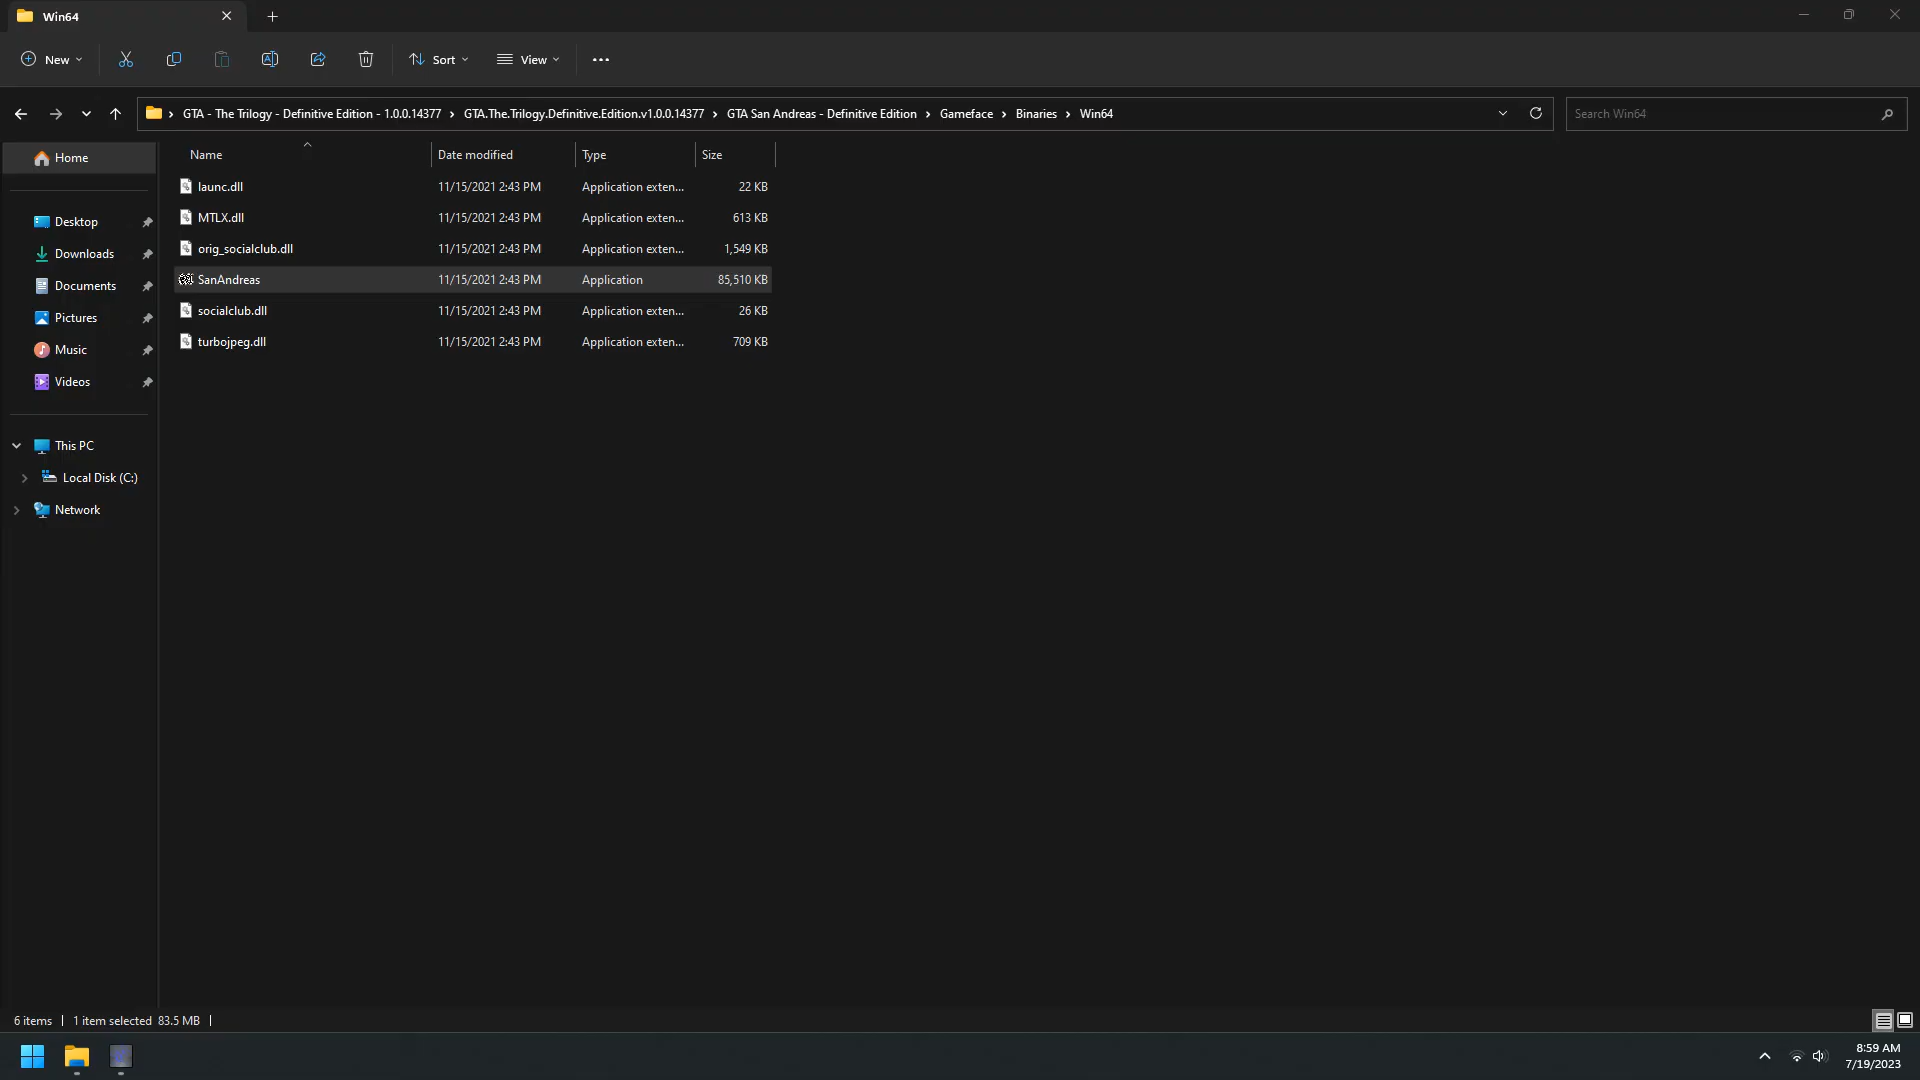 Win64
New
Sort
View
GTA - The Trilogy - Definitive Edition - 1.0.0.14377 > GTA.The.Trilogy.Definitive.Edition.v1.0.0.14377 > GTA San Andreas - Definitive Edition > Gameface > Binaries > Win64
Search Win64
Home
Desktop
Downloads
Documents
Pictures
Music
Videos
This PC
Local Disk (C:)
Network
Name Date modified Type Size
launc.dll 11/15/2021 2:43 PM Application exten... 22 KB
MTLX.dll 11/15/2021 2:43 PM Application exten... 613 KB
orig_socialclub.dll 11/15/2021 2:43 PM Application exten... 1,549 KB
SanAndreas 11/15/2021 2:43 PM Application 85,510 KB
socialclub.dll 11/15/2021 2:43 PM Application exten... 26 KB
turbojpeg.dll 11/15/2021 2:43 PM Application exten... 709 KB
6 items | 1 item selected 83.5 MB |
8:59 AM
7/19/2023